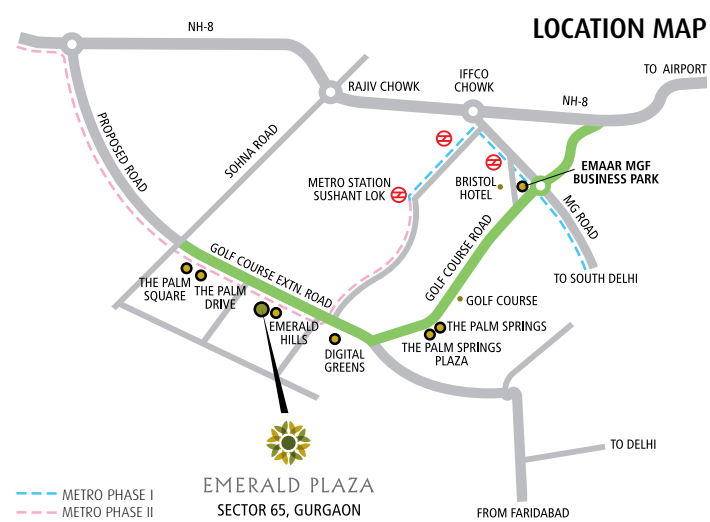 LOCATION MAP
NH-8
IFFCO
CHOWK
TO AIRPORT
RAJIV CHOWK
NH-8
PROPOSED ROAD
SOHNA ROAD
METRO STATION
SUSHANT LOK
BRISTOL
HOTEL
EMAAR MGF
BUSINESS PARK
MG ROAD
GOLF COURSE ROAD
TO SOUTH DELHI
GOLF COURSE EXTN. ROAD
THE PALM
SQUARE
THE PALM
DRIVE
EMERALD
HILLS
DIGITAL
GREENS
GOLF COURSE
THE PALM SPRINGS
THE PALM SPRINGS
PLAZA
TO DELHI
EMERALD PLAZA
SECTOR 65, GURGAON
METRO PHASE I
METRO PHASE II
FROM FARIDABAD